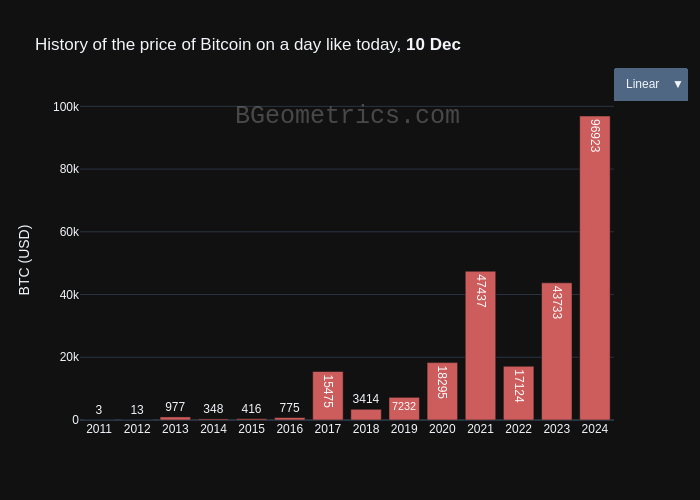 History of the price of Bitcoin on a day like today, 10 Dec
Linear ▼
BGeometrics.com
BTC (USD)
100k
80k
60k
40k
20k
0
3
13
977
348
416
775
15475
3414
7232
18295
47437
17124
43733
96923
2011 2012 2013 2014 2015 2016 2017 2018 2019 2020 2021 2022 2023 2024